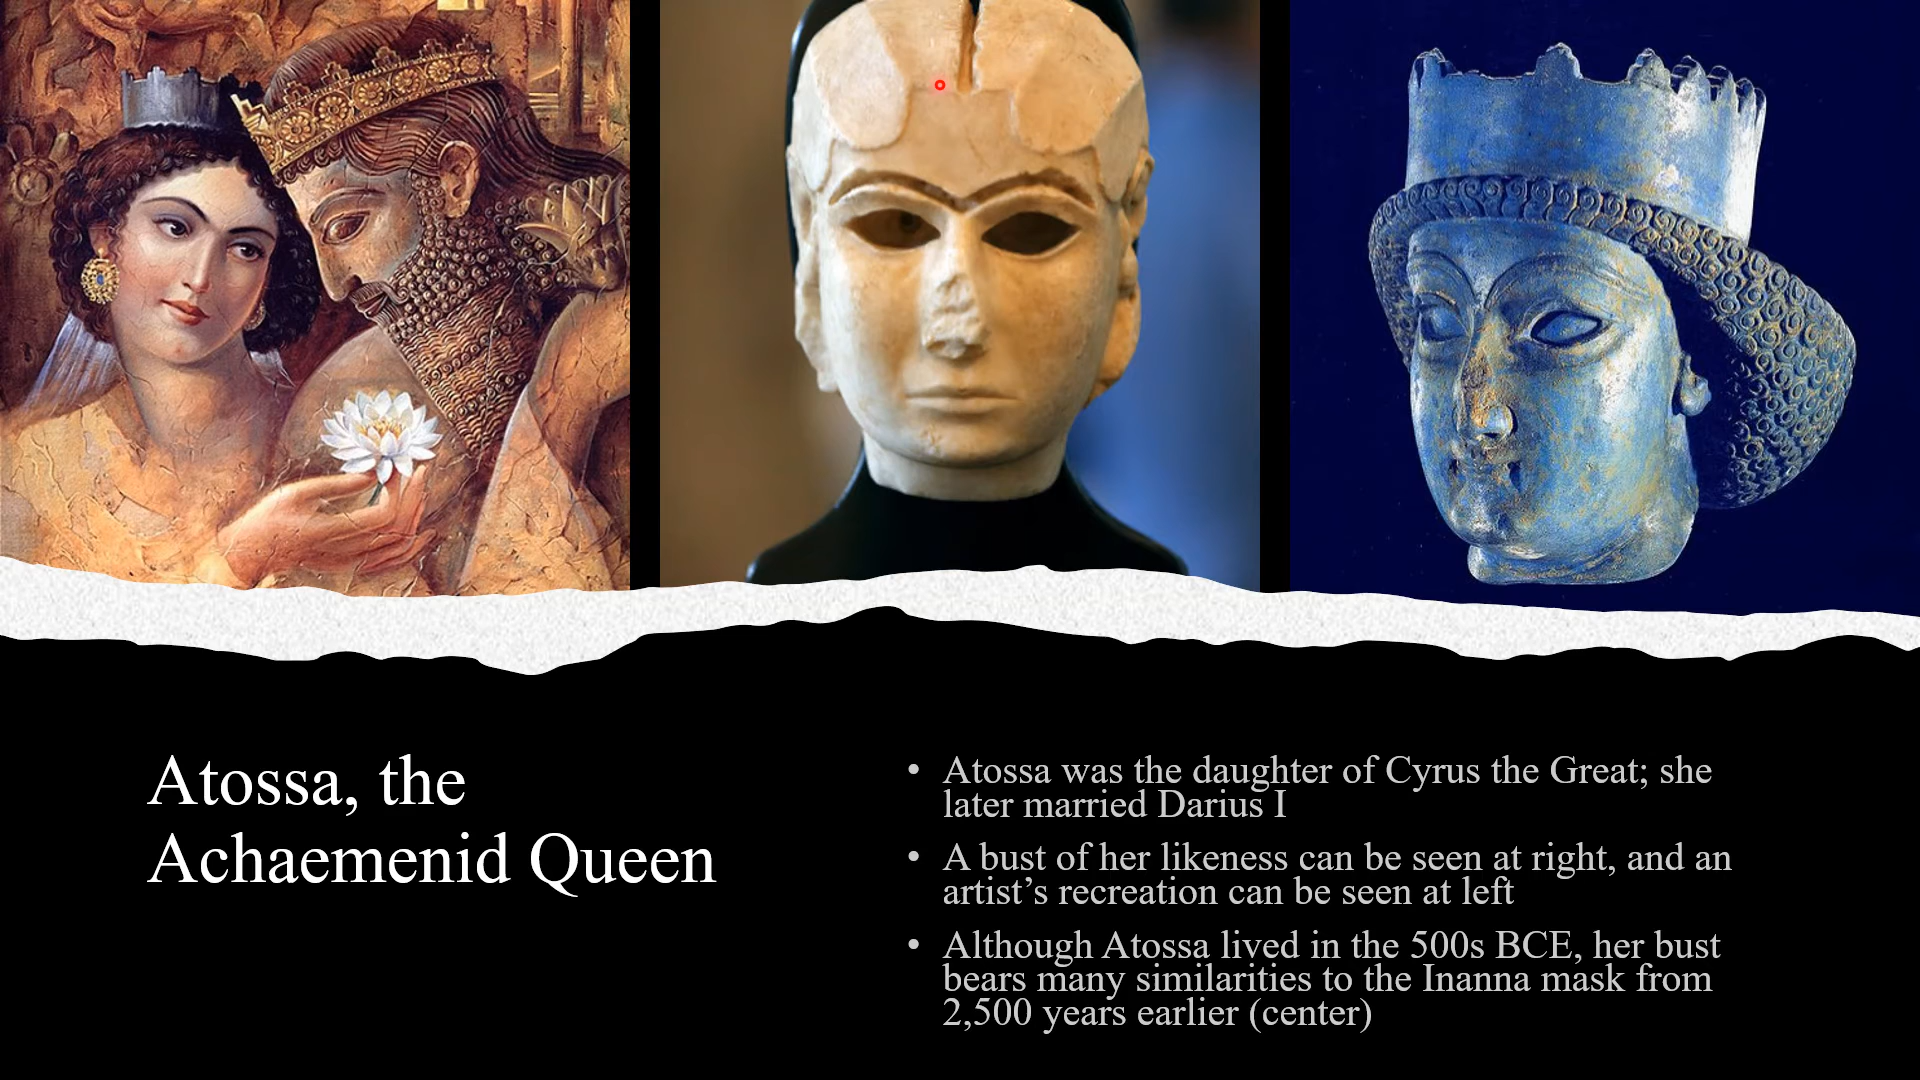 Atossa, the
Achaemenid Queen
• Atossa was the daughter of Cyrus the Great; she
later married Darius I
• A bust of her likeness can be seen at right, and an
artist’s recreation can be seen at left
• Although Atossa lived in the 500s BCE, her bust
bears many similarities to the Inanna mask from
2,500 years earlier (center)